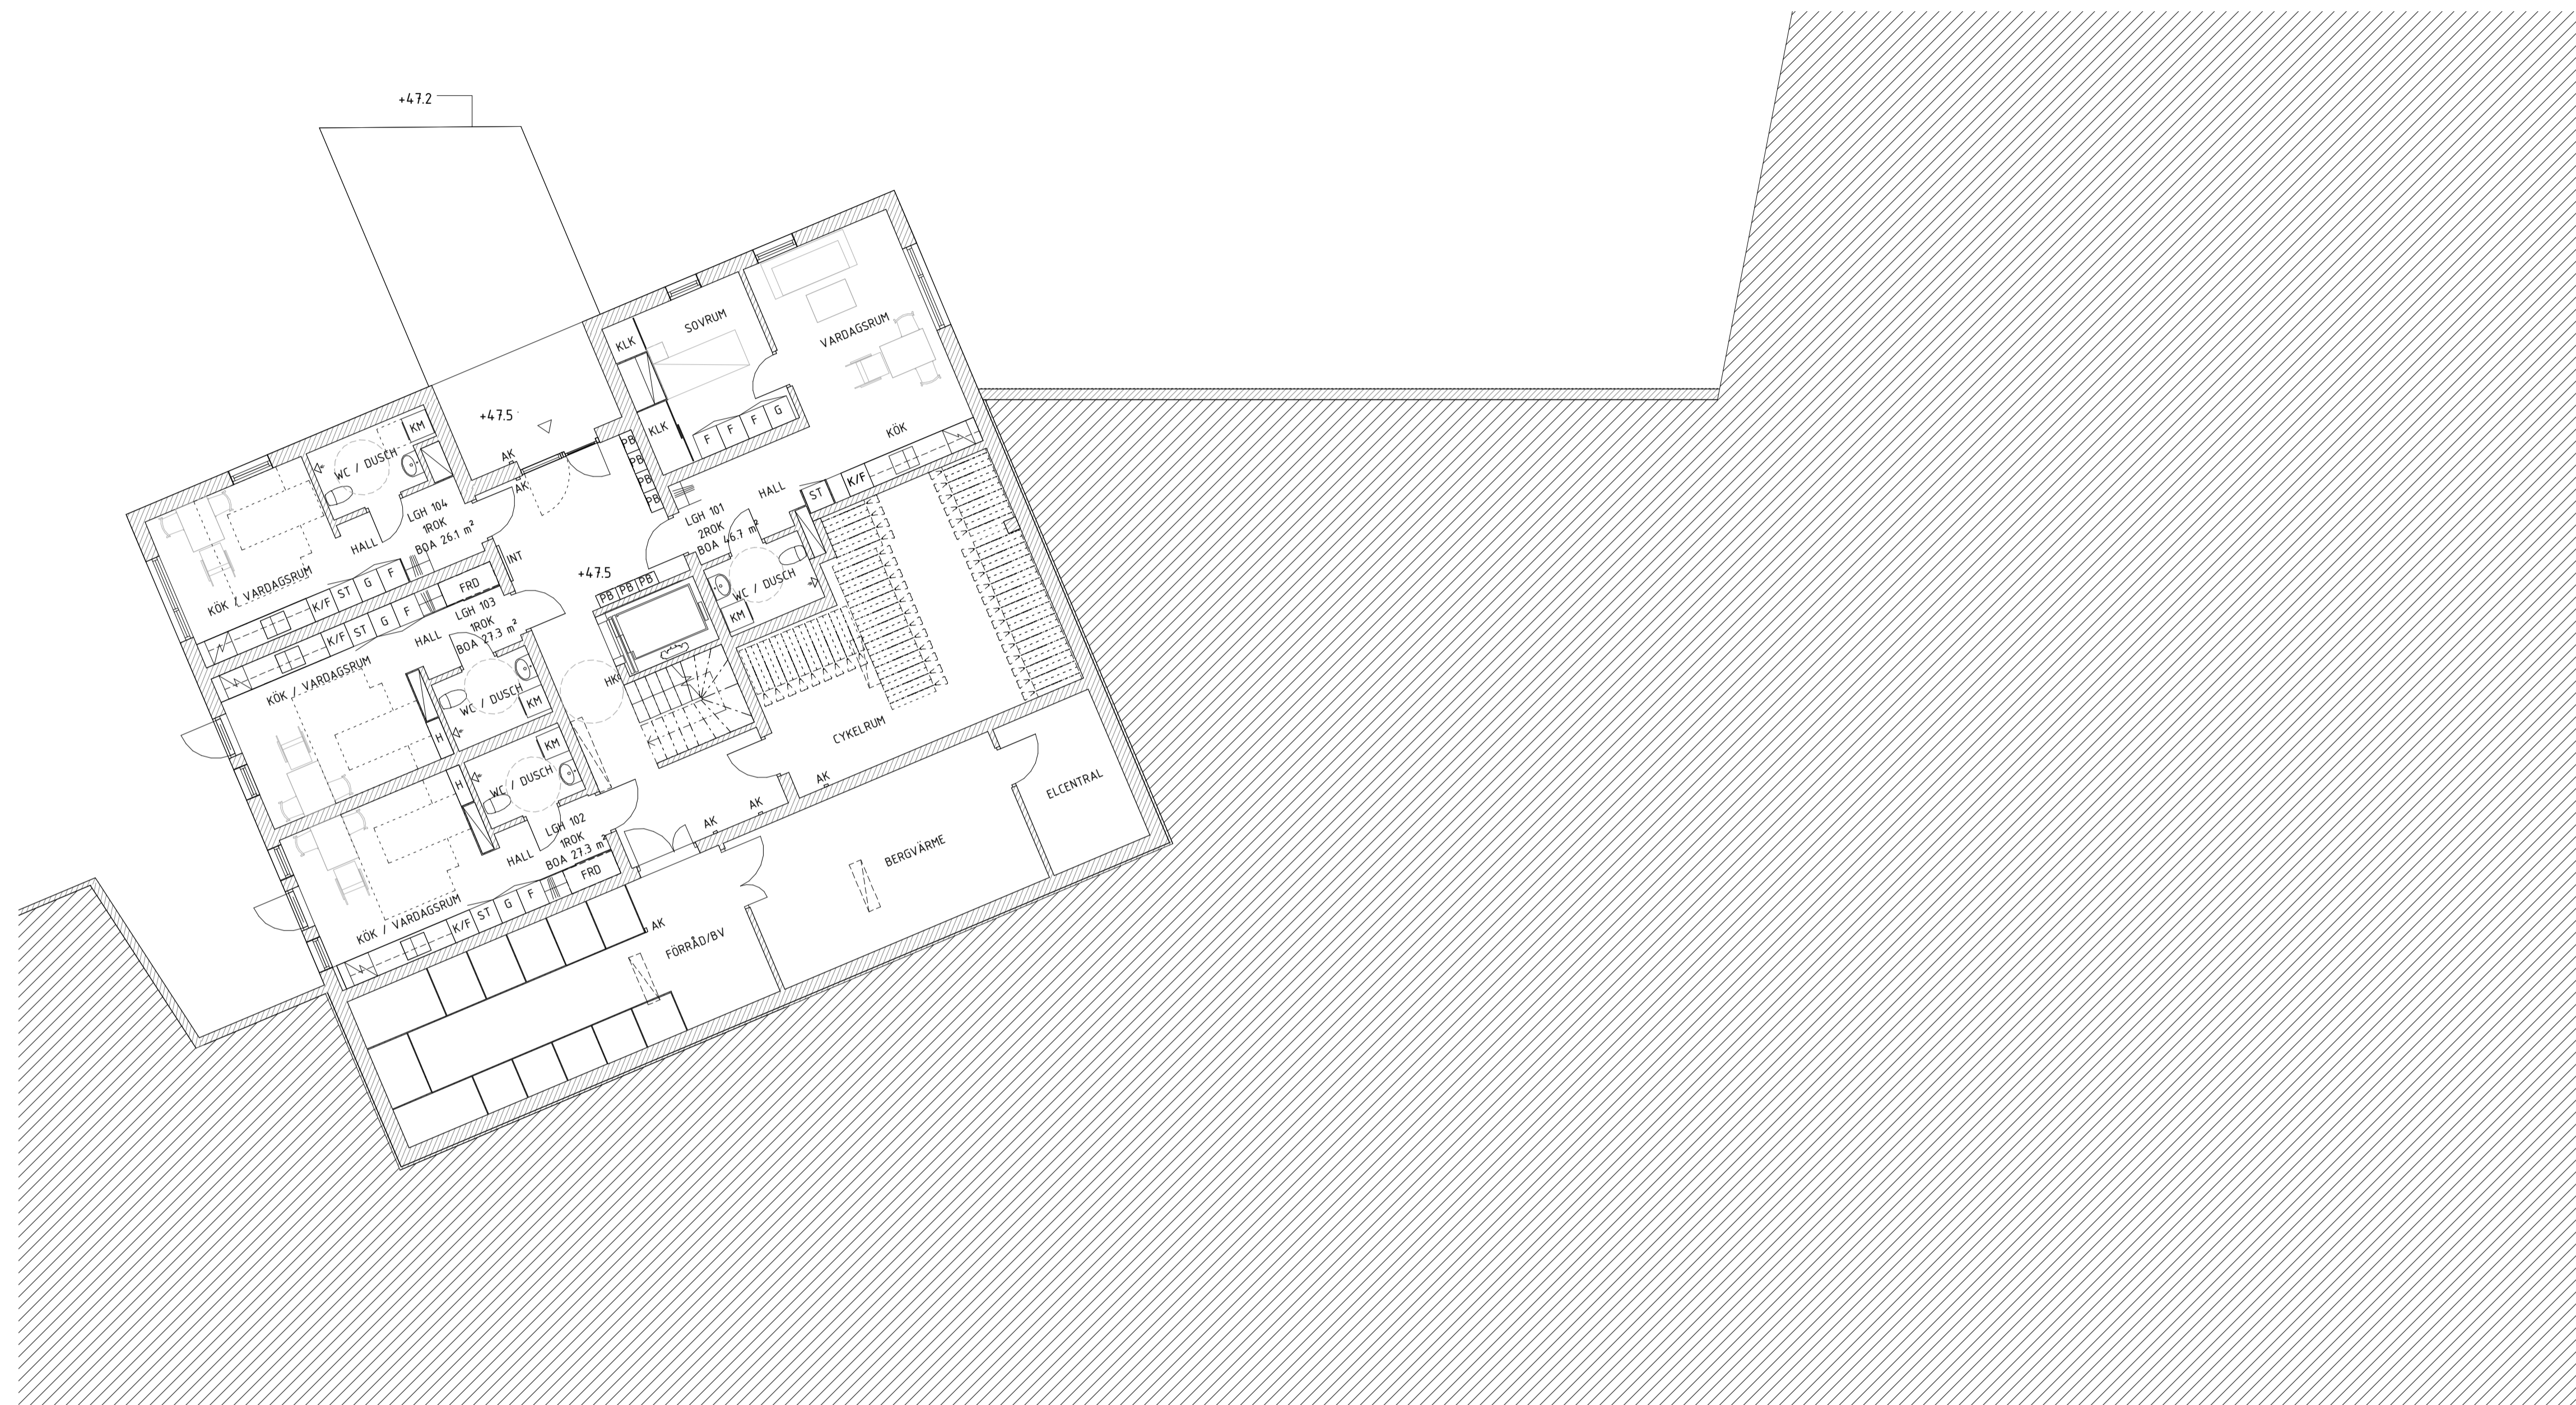 +47.2
SOVRUM
VARDAGSRUM
KLK
KLK
F
F
F
G
KÖK
+47.5
AK
AK
PB
PB
PB
PB
KM
WC / DUSCH
LGH 104
1ROK
BOA 26.1 m²
HALL
KÖK / VARDAGSRUM
K/F
ST
G
F
HALL
ST
K/F
LGH 101
2ROK
BOA 46.7 m²
WC / DUSCH
KM
INT
+47.5
PB
PB
PB
FRD
LGH 103
1ROK
BOA 27.3 m²
HALL
K/F
ST
G
F
KÖK / VARDAGSRUM
WC / DUSCH
KM
H
HK
H
KM
WC / DUSCH
LGH 102
1ROK
BOA 27.3 m²
HALL
FRD
KÖK / VARDAGSRUM
K/F
ST
G
F
CYKELRUM
AK
AK
AK
ELCENTRAL
BERGVÄRME
AK
FÖRRÅD/BV